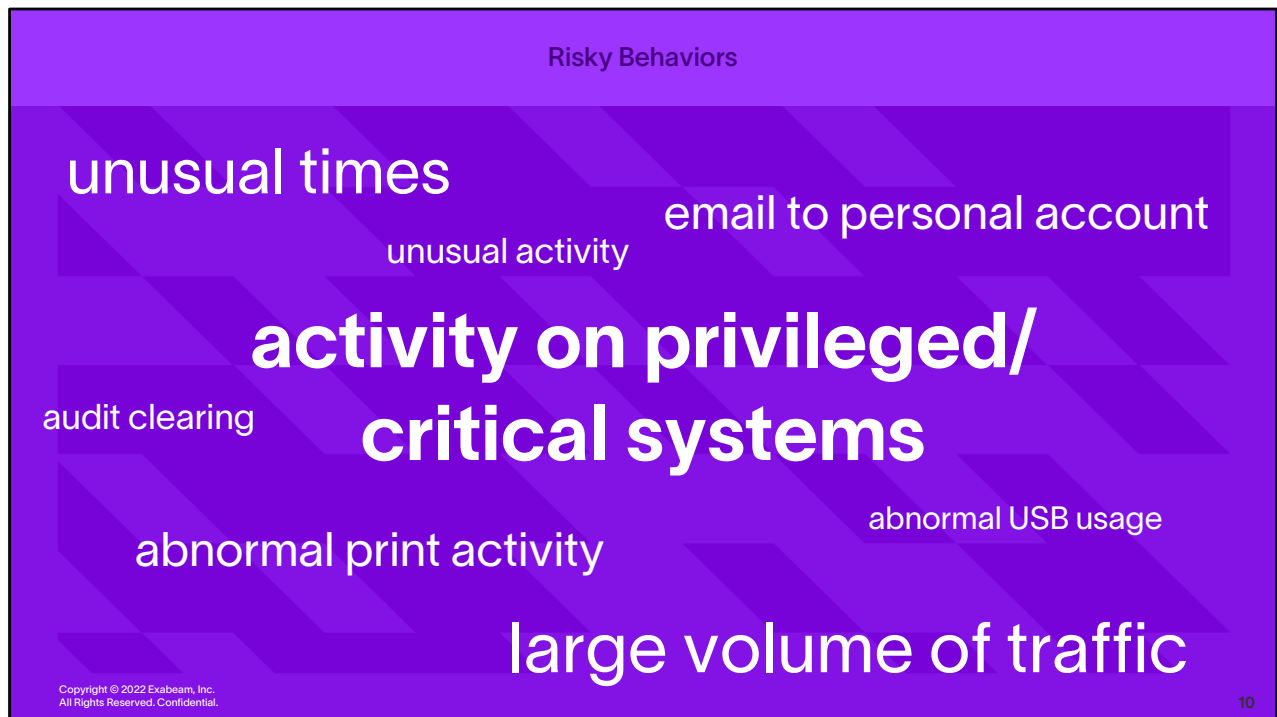 Risky Behaviors
unusual times
email to personal account
unusual activity
activity on privileged/
critical systems
audit clearing
abnormal USB usage
abnormal print activity
large volume of traffic
Copyright © 2022 Exabeam, Inc.
All Rights Reserved. Confidential.
10